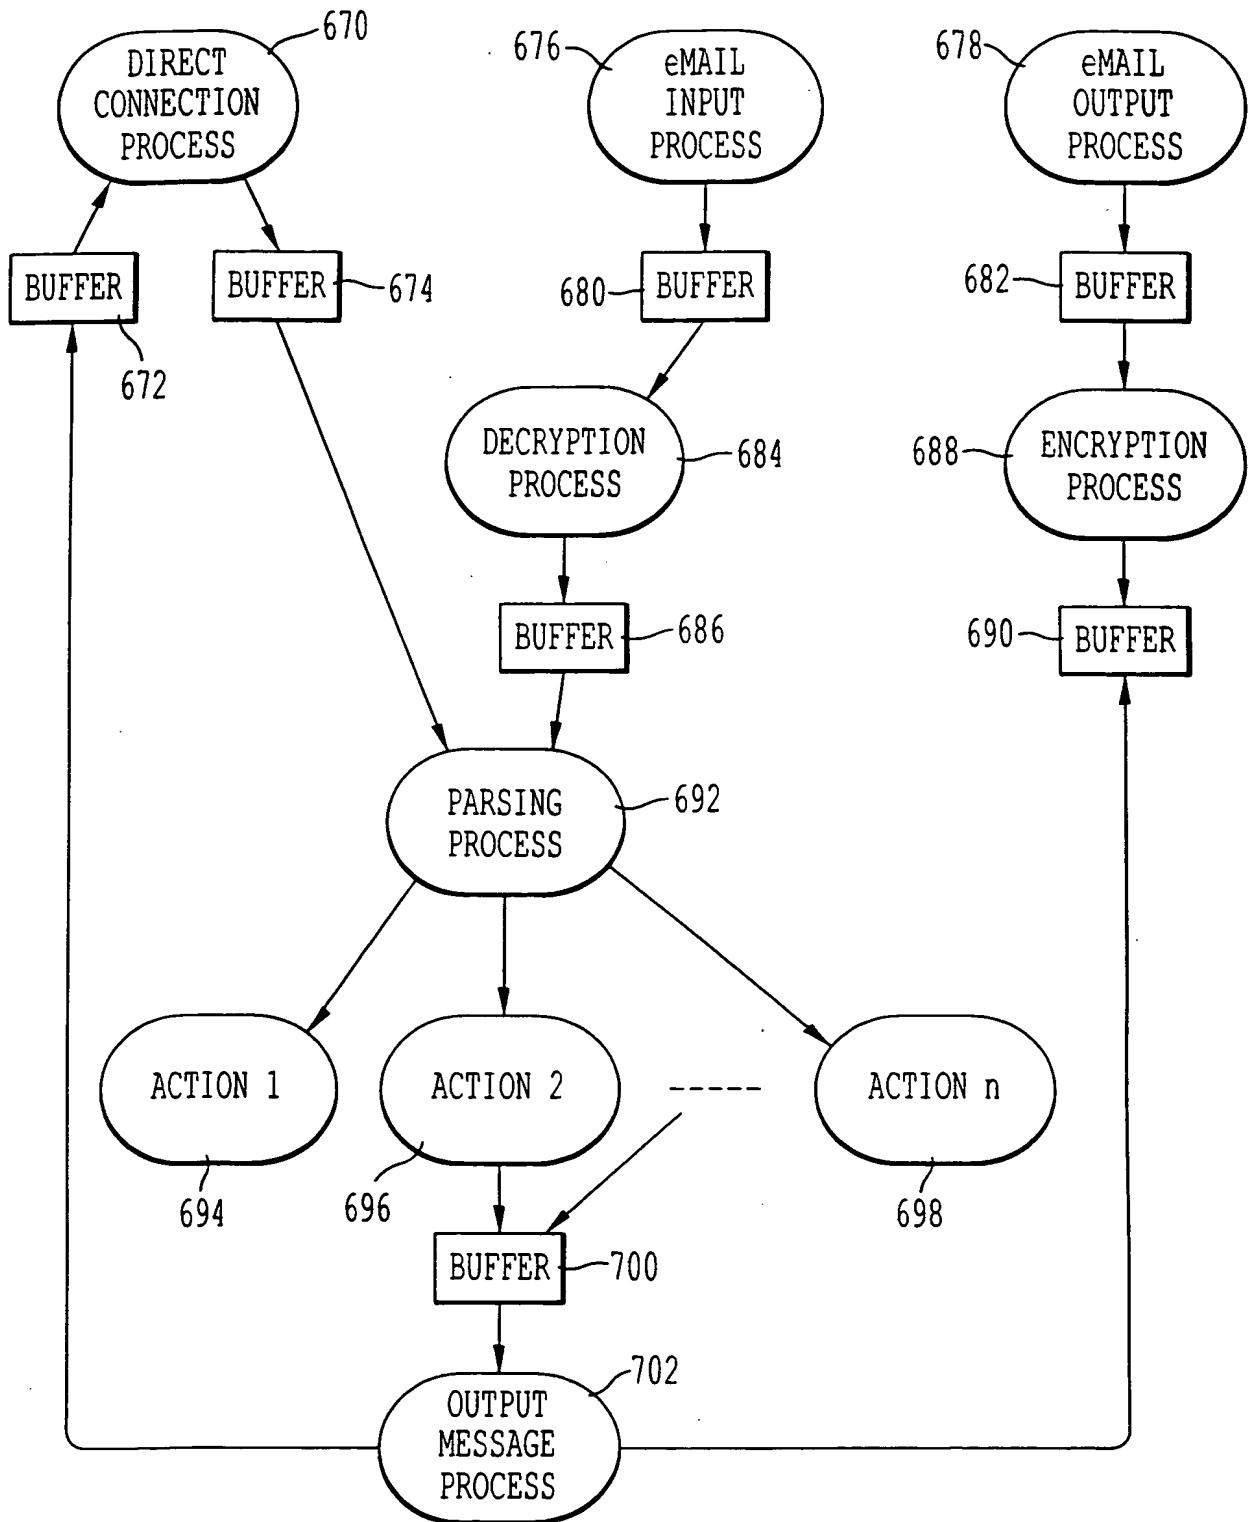 670
DIRECT
CONNECTION
PROCESS
676
eMAIL
INPUT
PROCESS
678
eMAIL
OUTPUT
PROCESS
BUFFER
672
BUFFER
674
680
BUFFER
682
BUFFER
DECRYPTION
PROCESS
684
688
ENCRYPTION
PROCESS
BUFFER
686
690
BUFFER
PARSING
PROCESS
692
ACTION 1
694
ACTION 2
696
-----
ACTION n
698
BUFFER
700
OUTPUT
MESSAGE
PROCESS
702